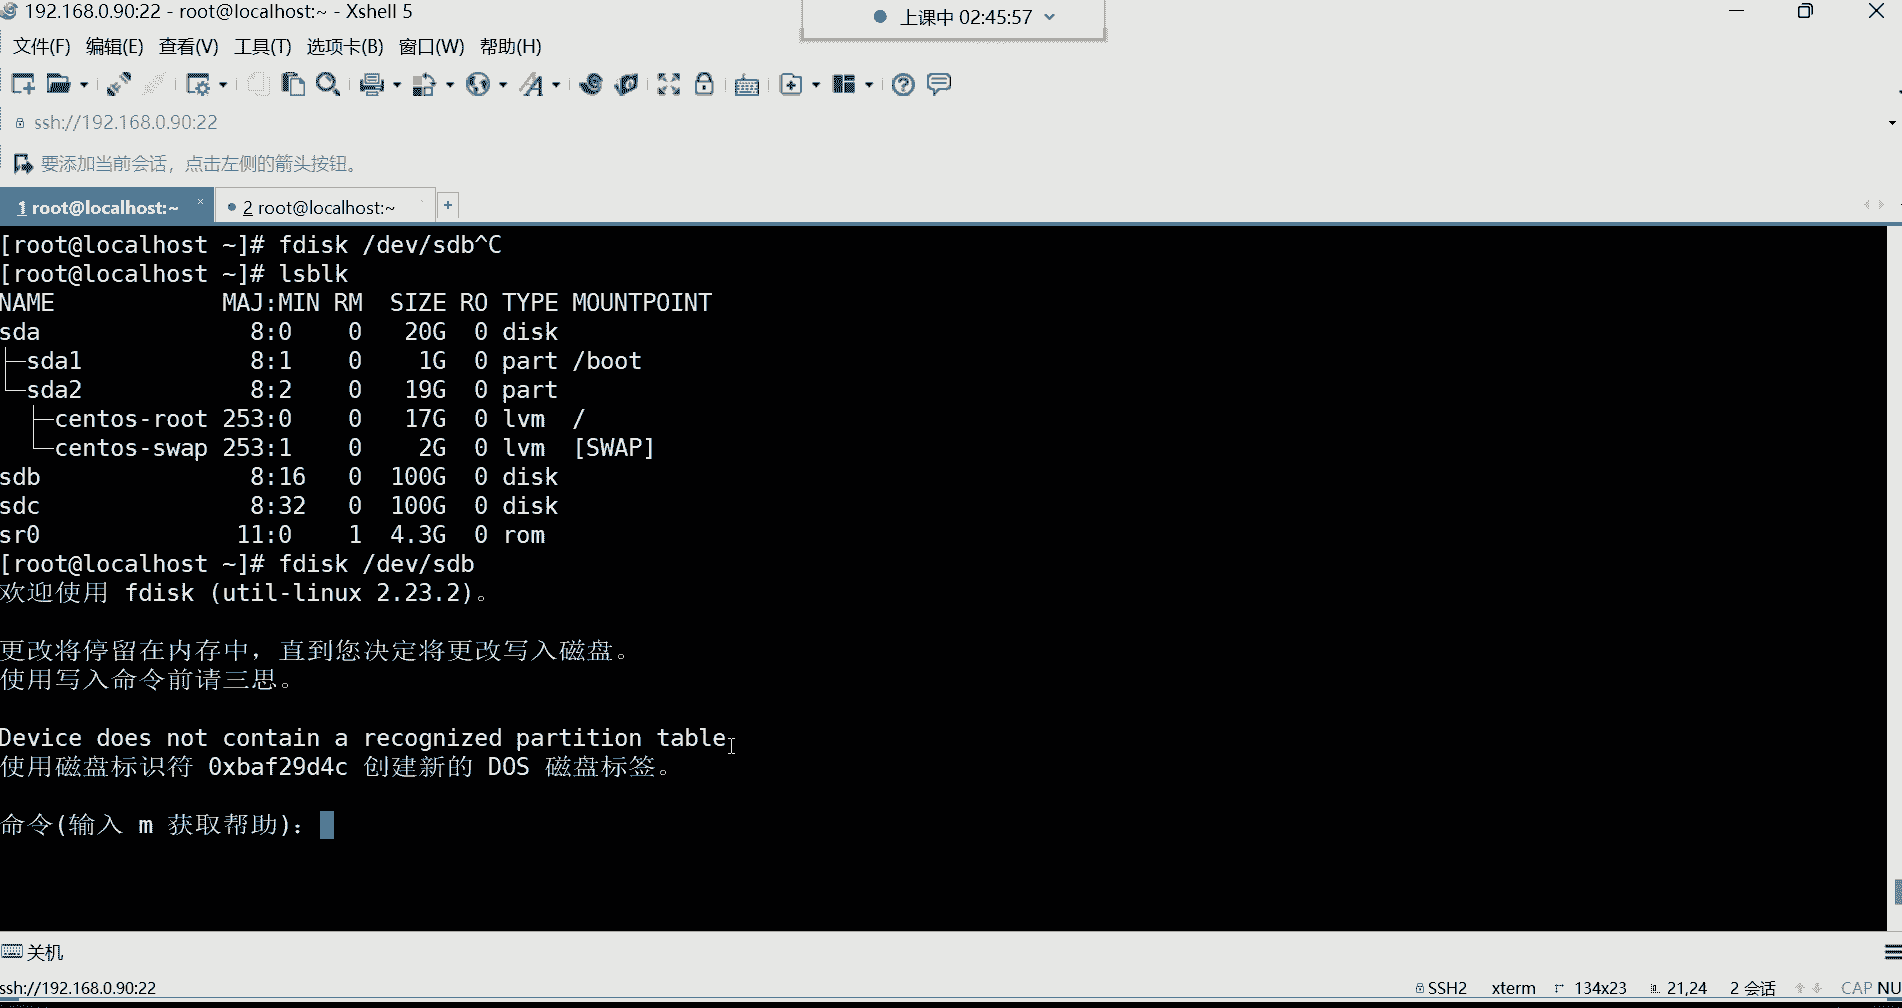 192.168.0.90:22 - root@localhost:~ - Xshell 5
上课中 02:45:57
文件(F) 编辑(E) 查看(V) 工具(T) 选项卡(B) 窗口(W) 帮助(H)
ssh://192.168.0.90:22
要添加当前会话，点击左侧的箭头按钮。
1 root@localhost:~ × 2 root@localhost:~ +
[root@localhost ~]# fdisk /dev/sdb^C
[root@localhost ~]# lsblk
NAME MAJ:MIN RM SIZE RO TYPE MOUNTPOINT
sda 8:0 0 20G 0 disk
├─sda1 8:1 0 1G 0 part /boot
└─sda2 8:2 0 19G 0 part
├─centos-root 253:0 0 17G 0 lvm /
└─centos-swap 253:1 0 2G 0 lvm [SWAP]
sdb 8:16 0 100G 0 disk
sdc 8:32 0 100G 0 disk
sr0 11:0 1 4.3G 0 rom
[root@localhost ~]# fdisk /dev/sdb
欢迎使用 fdisk (util-linux 2.23.2)。
更改将停留在内存中，直到您决定将更改写入磁盘。
使用写入命令前请三思。
Device does not contain a recognized partition table
使用磁盘标识符 0xbaf29d4c 创建新的 DOS 磁盘标签。
命令(输入 m 获取帮助)：
关机
ssh://192.168.0.90:22 SSH2 xterm 134x23 21,24 2 会话 CAP NU